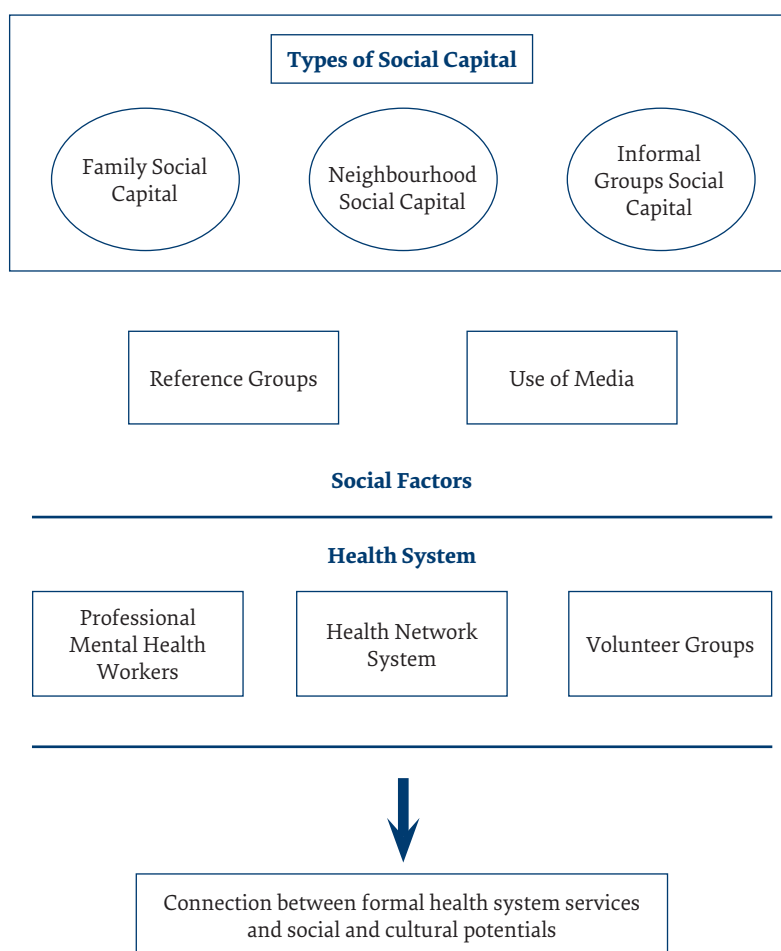 Types of Social Capital
Family Social
Capital
Neighbourhood
Social Capital
Informal
Groups Social
Capital
Reference Groups
Use of Media
Social Factors
Health System
Professional
Mental Health
Workers
Health Network
System
Volunteer Groups
Connection between formal health system services
and social and cultural potentials